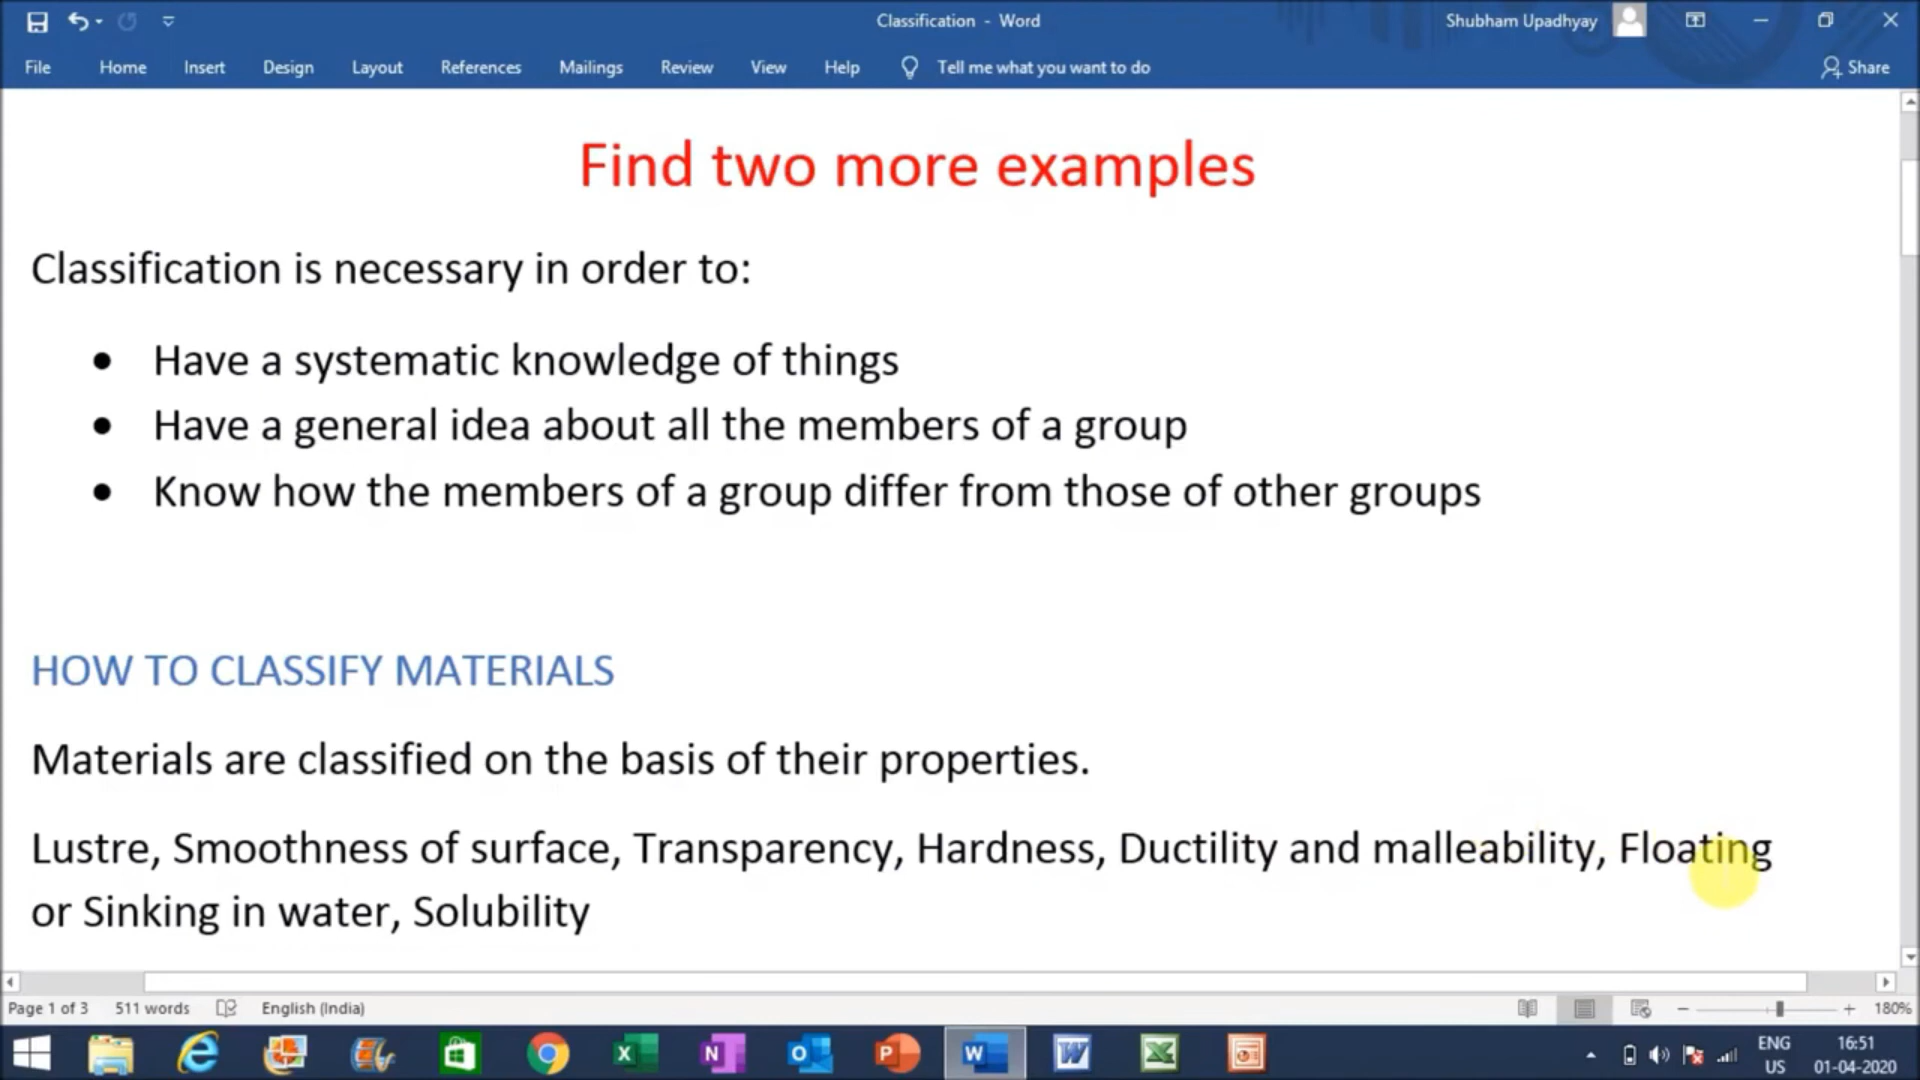 Classification - Word
Shubham Upadhyay
File Home Insert Design Layout References Mailings Review View Help Tell me what you want to do Share
Find two more examples
Classification is necessary in order to:
• Have a systematic knowledge of things
• Have a general idea about all the members of a group
• Know how the members of a group differ from those of other groups
HOW TO CLASSIFY MATERIALS
Materials are classified on the basis of their properties.
Lustre, Smoothness of surface, Transparency, Hardness, Ductility and malleability, Floating
or Sinking in water, Solubility
Page 1 of 3 511 words English (India) 180%
ENG 16:51
US 01-04-2020